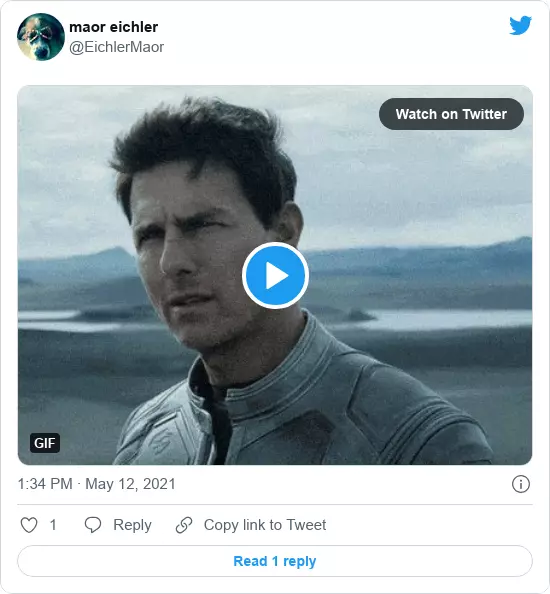 maor eichler
@EichlerMaor
Watch on Twitter
GIF
1:34 PM · May 12, 2021
1 Reply Copy link to Tweet
Read 1 reply